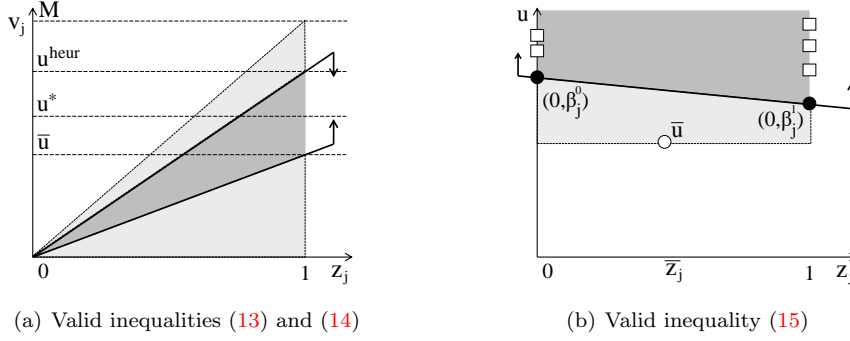 v_j
M
u^heur
u*
u̅
0
1
z_j
(a) Valid inequalities (13) and (14)
u
(0,β_j^0)
(0,β_j^1)
u̅
0
z̅_j
1
z_j
(b) Valid inequality (15)